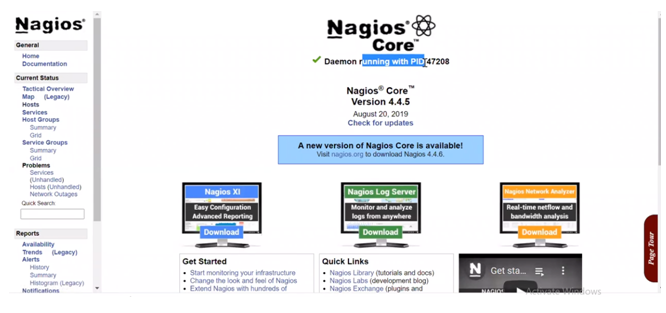 Nagios®
General
Home
Documentation
Current Status
Tactical Overview
Map (Legacy)
Hosts
Services
Host Groups
Summary
Grid
Service Groups
Summary
Grid
Problems
Services
(Unhandled)
Hosts (Unhandled)
Network Outages
Quick Search
Reports
Availability
Trends (Legacy)
Alerts
History
Summary
Histogram (Legacy)
Notifications
Nagios®
Core™
Daemon running with PID 47208
Nagios® Core™
Version 4.4.5
August 20, 2019
Check for updates
A new version of Nagios Core is available!
Visit nagios.org to download Nagios 4.4.6.
Nagios XI
Easy Configuration
Advanced Reporting
Download
Nagios Log Server
Monitor and analyze
logs from anywhere
Download
Nagios Network Analyzer
Real-time netflow and
bandwidth analysis
Download
Get Started
Start monitoring your infrastructure
Change the look and feel of Nagios
Extend Nagios with hundreds of
Quick Links
Nagios Library (tutorials and docs)
Nagios Labs (development blog)
Nagios Exchange (plugins and
N Get sta...
Activate Windows
Page Tour